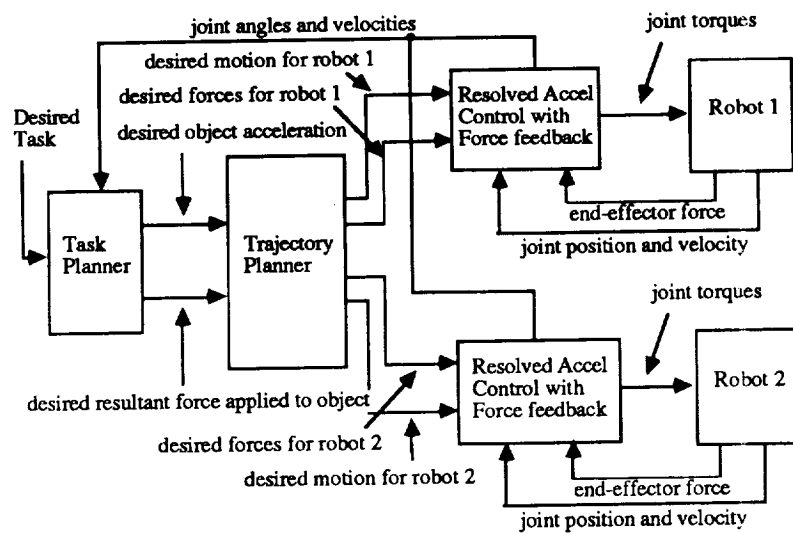 joint angles and velocities
joint torques
desired motion for robot 1
desired forces for robot 1
Desired
Task
desired object acceleration
Resolved Accel
Control with
Force feedback
Robot 1
end-effector force
joint position and velocity
Task
Planner
Trajectory
Planner
joint torques
Resolved Accel
Control with
Force feedback
Robot 2
desired resultant force applied to object
desired forces for robot 2
desired motion for robot 2
end-effector force
joint position and velocity